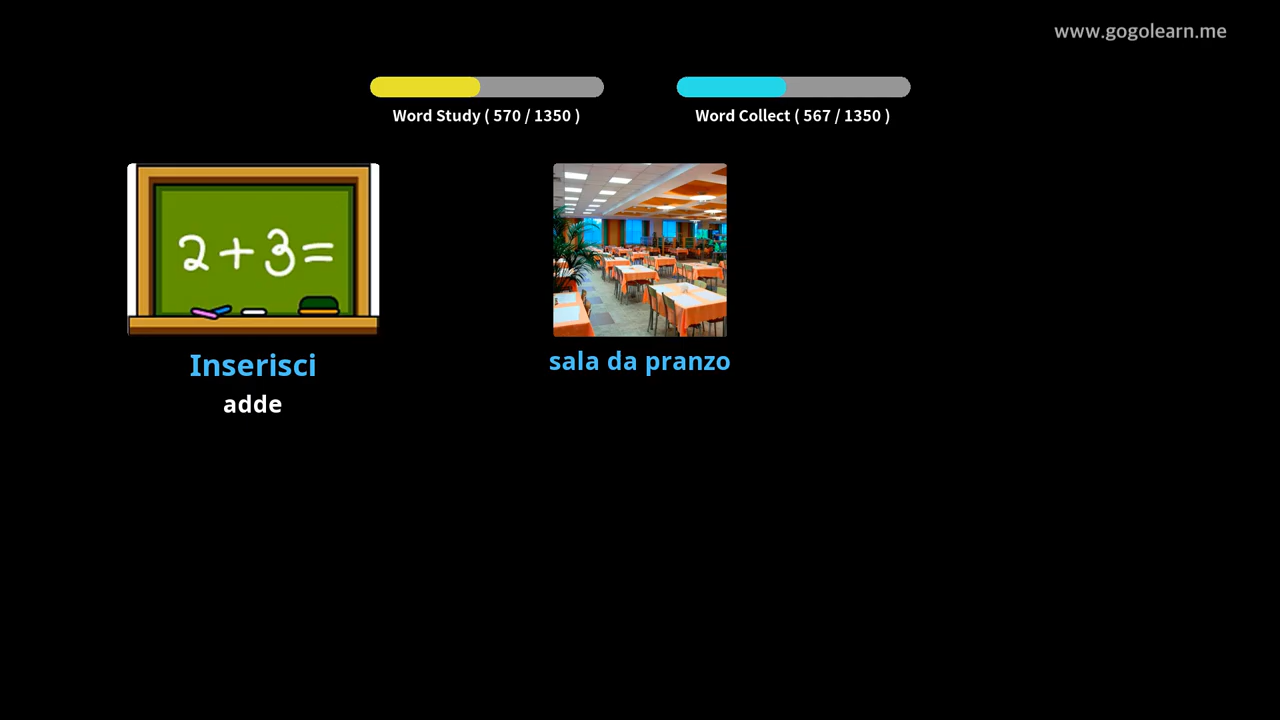 www.gogolearn.me
Word Study ( 570 / 1350 )
Word Collect ( 567 / 1350 )
2+3=
Inserisci
adde
sala da pranzo